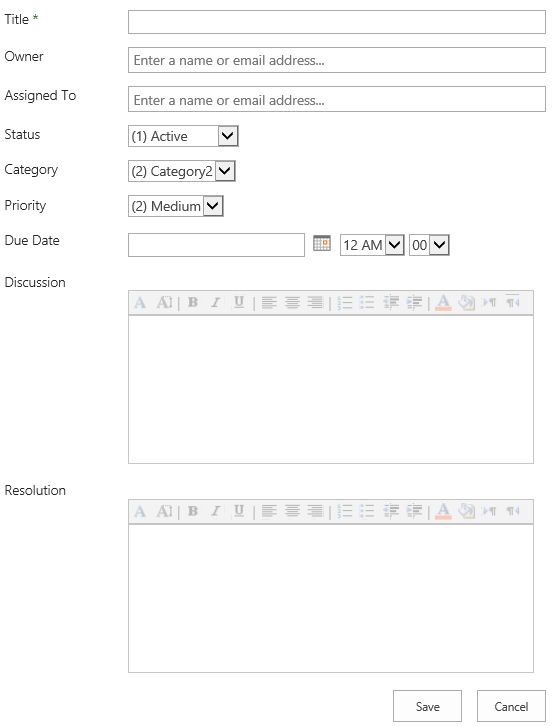 Title *
Owner
Enter a name or email address...
Assigned To
Enter a name or email address...
Status
(1) Active
Category
(2) Category2
Priority
(2) Medium
Due Date
12 AM 00
Discussion
A A B I U A
Resolution
A A B I U A
Save Cancel